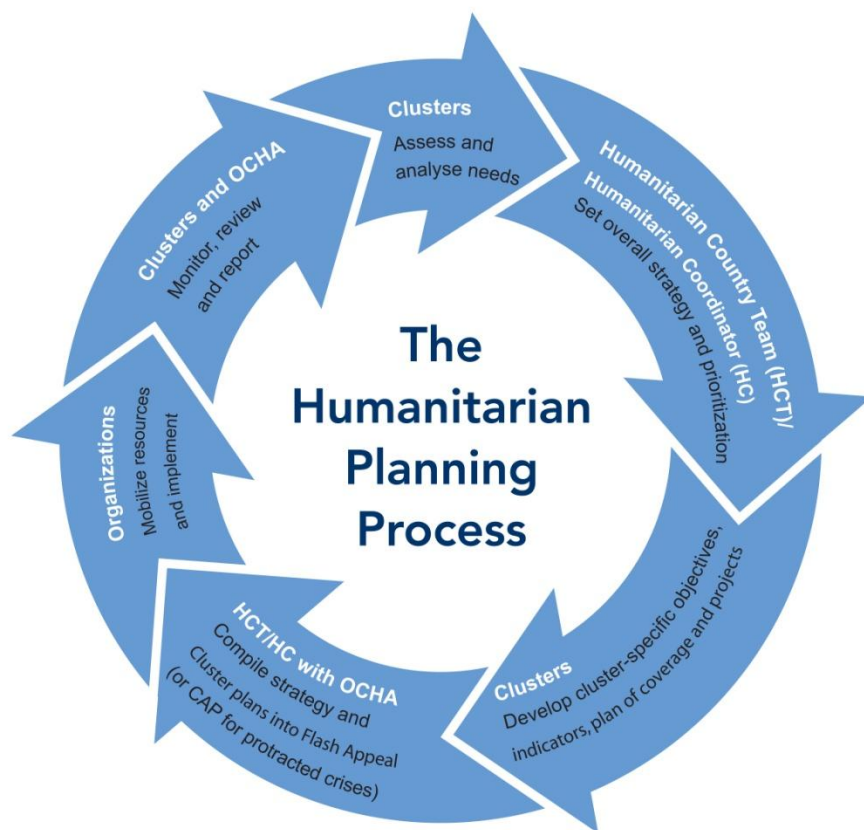 The
Humanitarian
Planning
Process
Clusters
Assess and
analyse needs
Humanitarian Country Team (HCT)/
Humanitarian Coordinator (HC)
Set overall strategy and prioritization
Clusters
Develop cluster-specific objectives,
indicators, plan of coverage and projects
HCT/HC with OCHA
Compile strategy and
Cluster plans into Flash Appeal
(or CAP for protracted crises)
Organizations
Mobilize resources
and implement
Clusters and OCHA
Monitor, review
and report